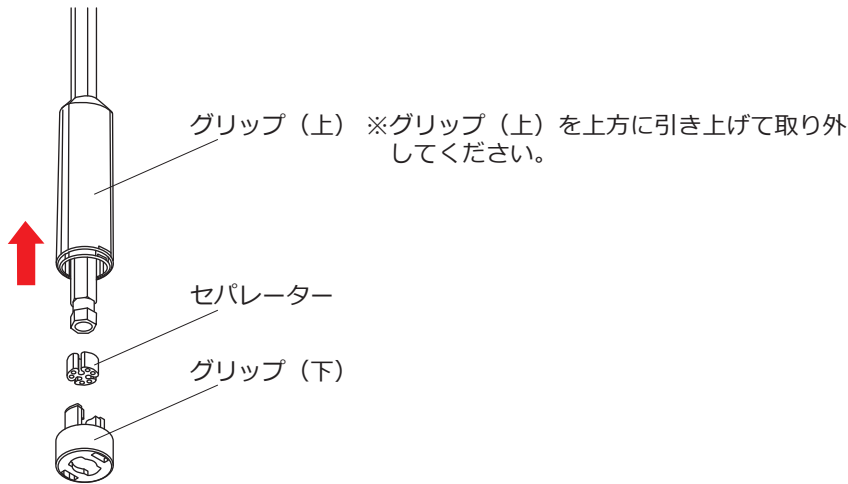 グリップ（上） ※グリップ（上）を上方に引き上げて取り外
してください。
セパレーター
グリップ（下）